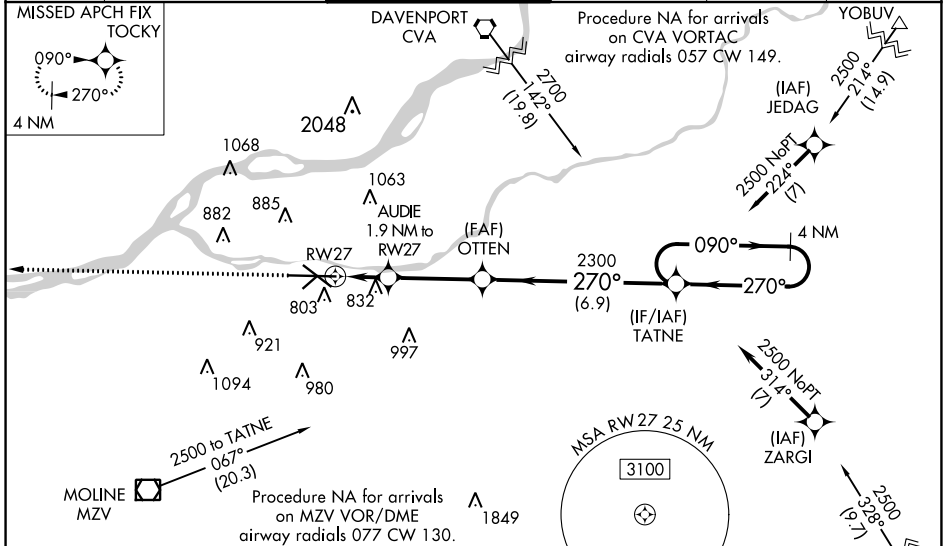 MISSED APCH FIX
TOCKY
090°
270°
4 NM
DAVENPORT
CVA
2700
142°
(19.8)
Procedure NA for arrivals
on CVA VORTAC
airway radials 057 CW 149.
YOBUV
2500
214°
(14.9)
(IAF)
JEDAG
2500 NoPT
224°
(7)
2048
1068
1063
882
885
AUDIE
1.9 NM to
RW27
(FAF)
OTTEN
RW27
803
832
2300
270°
(6.9)
090°
4 NM
270°
(IF/IAF)
TATNE
921
997
1094
980
2500 NoPT
314°
(7)
(IAF)
ZARGI
2500 to TATNE
067°
(20.3)
MOLINE
MZV
Procedure NA for arrivals
on MZV VOR/DME
airway radials 077 CW 130.
1849
MSA RW 27 25 NM
3100
2500
328°
(9.7)